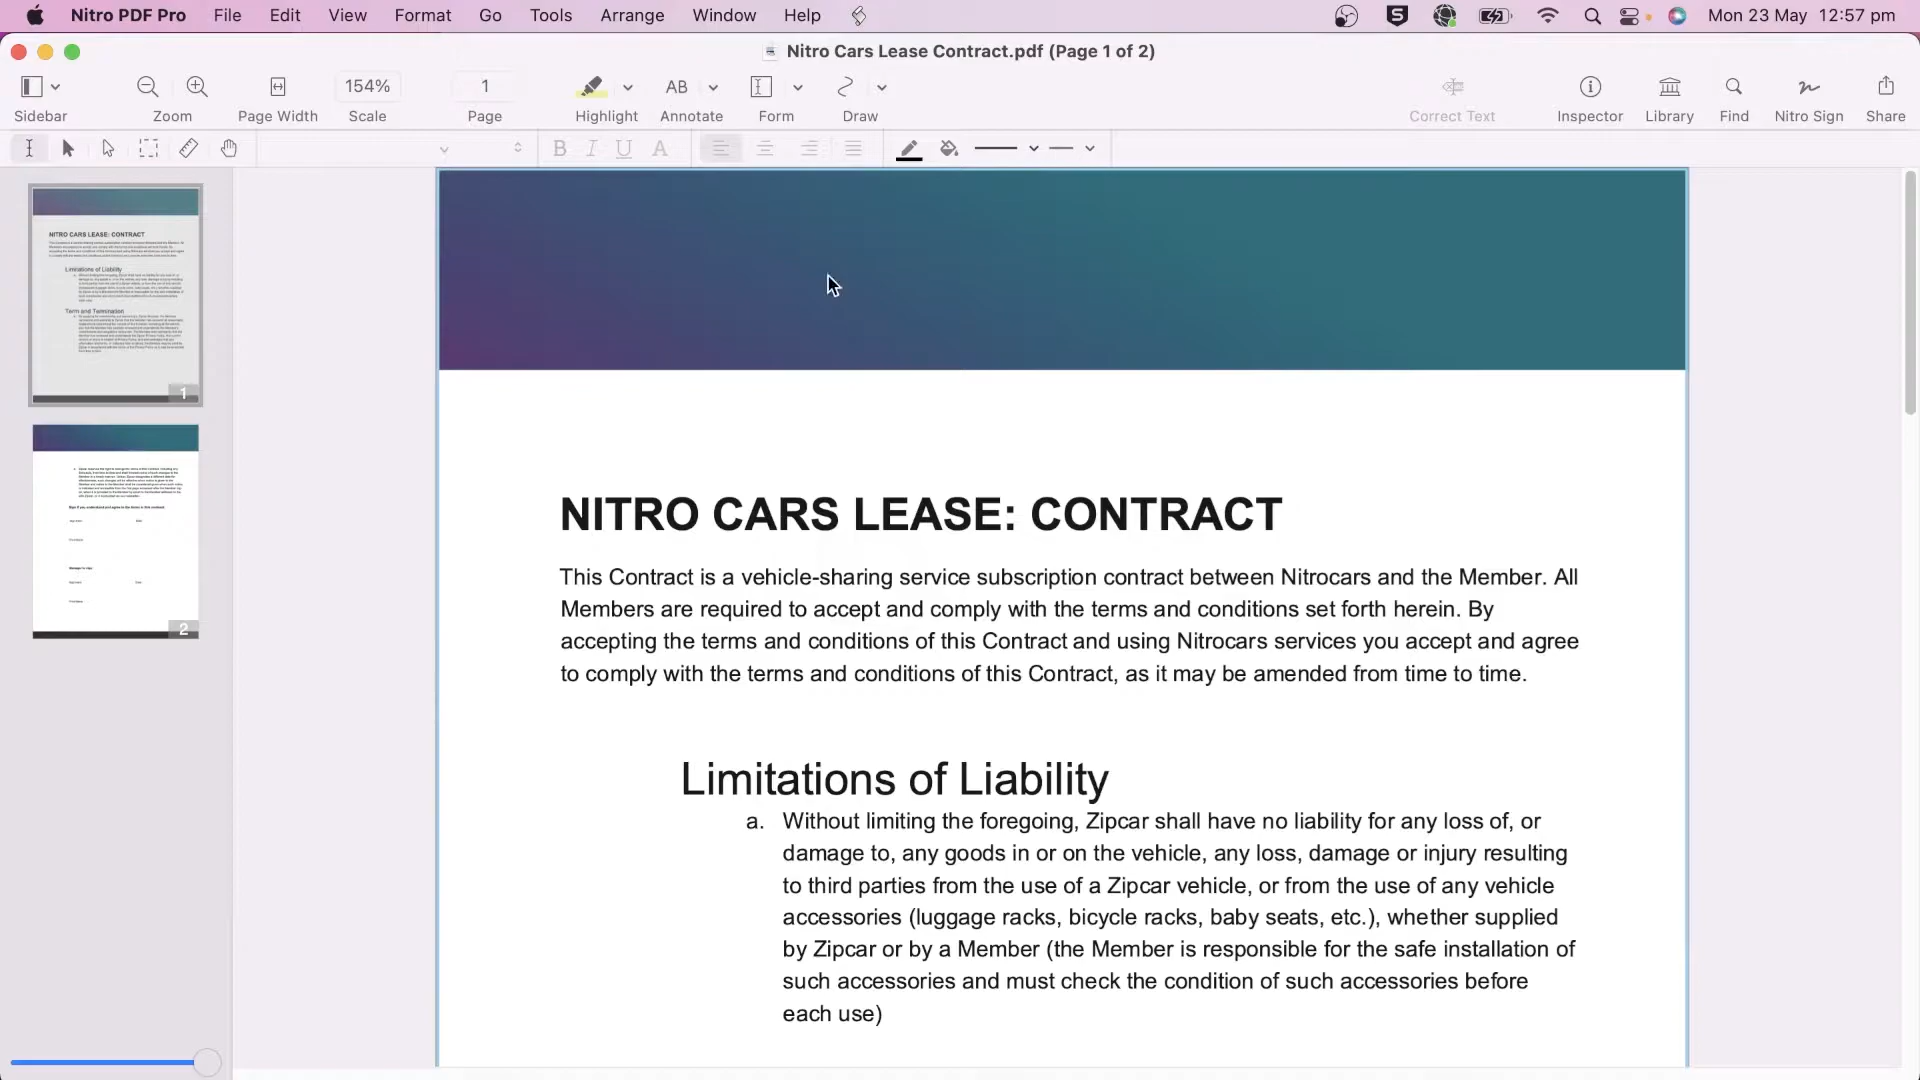 Nitro PDF Pro File Edit View Format Go Tools Arrange Window Help Mon 23 May 12:57 pm
Nitro Cars Lease Contract.pdf (Page 1 of 2)
154% 1 AB
Sidebar Zoom Page Width Scale Page Highlight Annotate Form Draw Correct Text Inspector Library Find Nitro Sign Share
B I U A
NITRO CARS LEASE: CONTRACT
Limitations of Liability
Term and Termination
1
2
NITRO CARS LEASE: CONTRACT
This Contract is a vehicle-sharing service subscription contract between Nitrocars and the Member. All
Members are required to accept and comply with the terms and conditions set forth herein. By
accepting the terms and conditions of this Contract and using Nitrocars services you accept and agree
to comply with the terms and conditions of this Contract, as it may be amended from time to time.
Limitations of Liability
a. Without limiting the foregoing, Zipcar shall have no liability for any loss of, or
damage to, any goods in or on the vehicle, any loss, damage or injury resulting
to third parties from the use of a Zipcar vehicle, or from the use of any vehicle
accessories (luggage racks, bicycle racks, baby seats, etc.), whether supplied
by Zipcar or by a Member (the Member is responsible for the safe installation of
such accessories and must check the condition of such accessories before
each use)